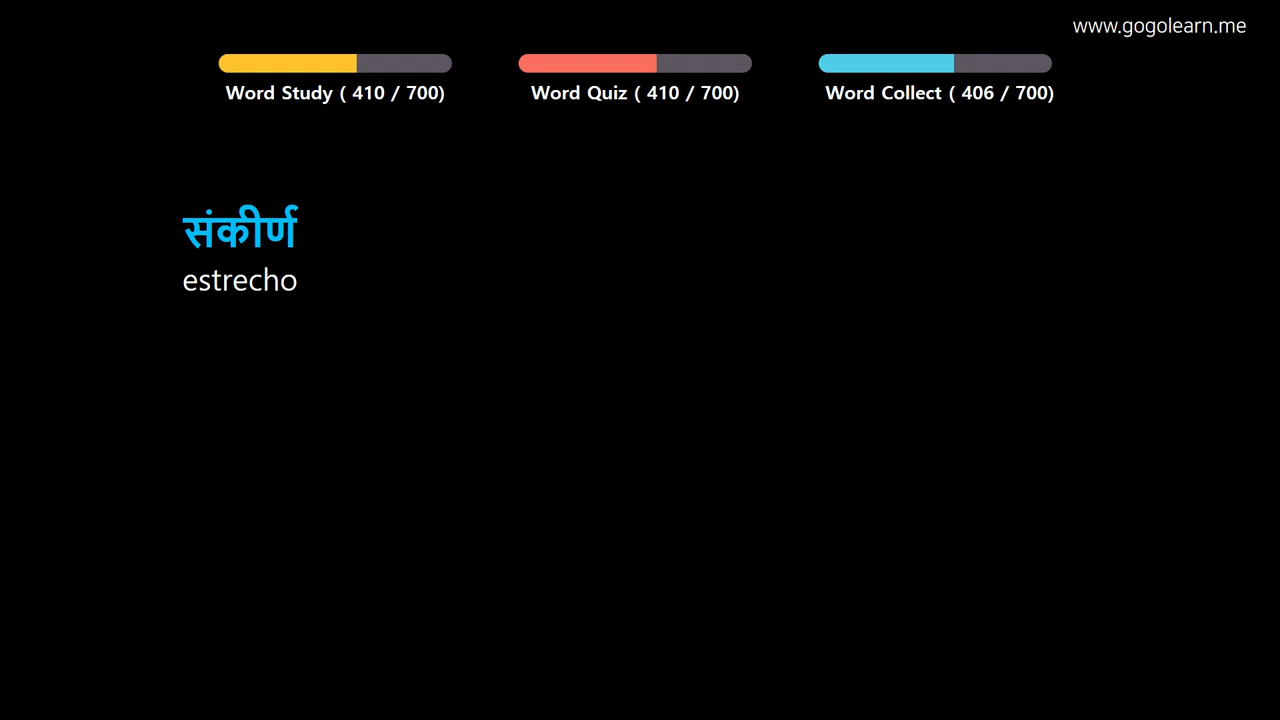 www.gogolearn.me
Word Study ( 410 / 700)
Word Quiz ( 410 / 700)
Word Collect ( 406 / 700)
संकीर्ण
estrecho